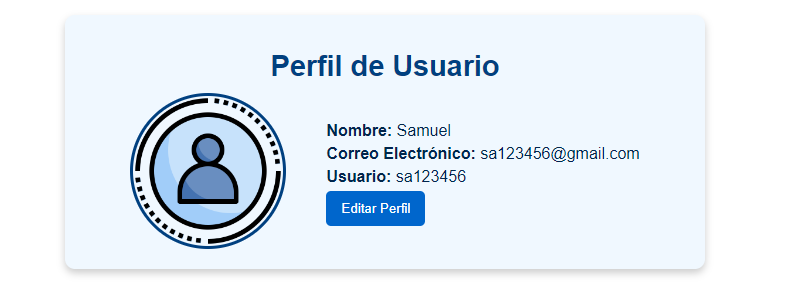 Perfil de Usuario
Nombre: Samuel
Correo Electrónico: sa123456@gmail.com
Usuario: sa123456
Editar Perfil